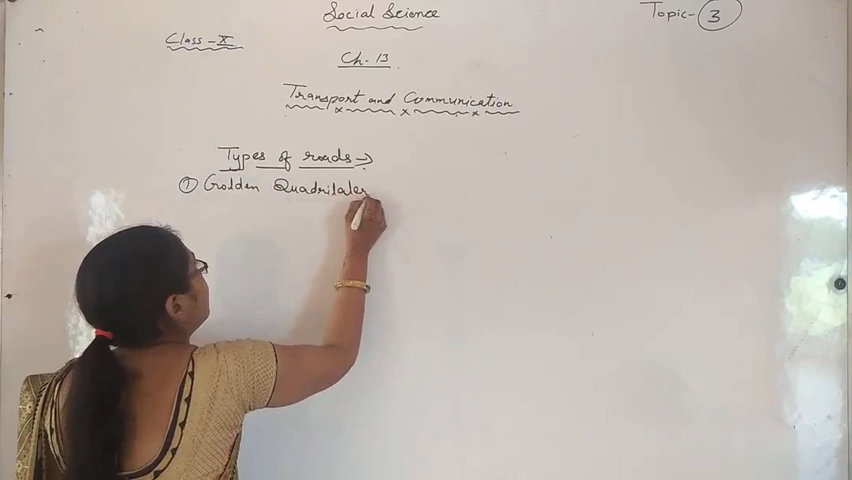 Social Science
Topic- 3
Class - X
Ch- 13
Transport and Communication
Types of roads →
① Golden Quadrilater